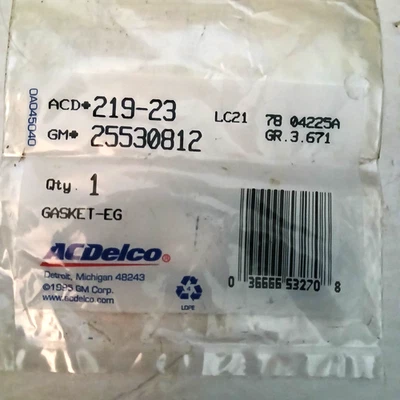 ACD# 219-23 LC21 78 04225A
GM# 25530812 GR.3.671
Qty 1
GASKET-EG
ACDelco®
Detroit, Michigan 48243
©1995 GM Corp.
www.acdelco.com
LDPE
0 36666 53270 8